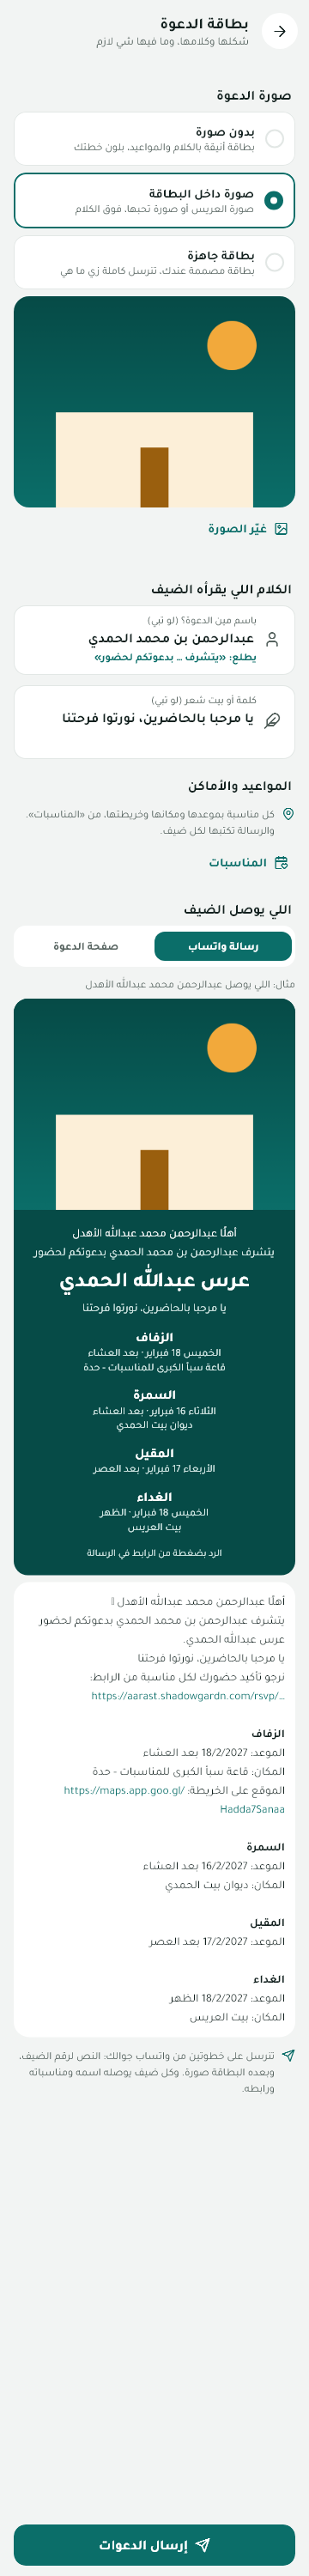 بطاقة الدعوة
شكلها وكلامها، وما فيها شي لازم
صورة الدعوة
بدون صورة
بطاقة أنيقة بالكلام والمواعيد، بلون خطتك
صورة داخل البطاقة
صورة العريس أو صورة تحبها، فوق الكلام
بطاقة جاهزة
بطاقة مصممة عندك، تنرسل كاملة زي ما هي
غيّر الصورة
الكلام اللي يقرأه الضيف
باسم مين الدعوة؟ (لو تبي)
عبدالرحمن بن محمد الحمدي
يطلع: «يتشرف … بدعوتكم لحضور»
كلمة أو بيت شعر (لو تبي)
يا مرحبا بالحاضرين، نورتوا فرحتنا
المواعيد والأماكن
كل مناسبة بموعدها ومكانها وخريطتها، من «المناسبات».
والرسالة تكتبها لكل ضيف.
المناسبات
اللي يوصل الضيف
رسالة واتساب
صفحة الدعوة
مثال: اللي يوصل عبدالرحمن محمد عبدالله الأهدل
أهلًا عبدالرحمن محمد عبدالله الأهدل
يتشرف عبدالرحمن بن محمد الحمدي بدعوتكم لحضور
عرس عبدالله الحمدي
يا مرحبا بالحاضرين، نورتوا فرحتنا
الزفاف
الخميس 18 فبراير · بعد العشاء
قاعة سبأ الكبرى للمناسبات - حدة
السمرة
الثلاثاء 16 فبراير · بعد العشاء
ديوان بيت الحمدي
المقيل
الأربعاء 17 فبراير · بعد العصر
الغداء
الخميس 18 فبراير · الظهر
بيت العريس
الرد بضغطة من الرابط في الرسالة
أهلًا عبدالرحمن محمد عبدالله الأهدل
يتشرف عبدالرحمن بن محمد الحمدي بدعوتكم لحضور
عرس عبدالله الحمدي.
يا مرحبا بالحاضرين، نورتوا فرحتنا
نرجو تأكيد حضورك لكل مناسبة من الرابط:
https://aarast.shadowgardn.com/rsvp/…
الزفاف
الموعد: 18/2/2027 بعد العشاء
المكان: قاعة سبأ الكبرى للمناسبات - حدة
الموقع على الخريطة: https://maps.app.goo.gl/
Hadda7Sanaa
السمرة
الموعد: 16/2/2027 بعد العشاء
المكان: ديوان بيت الحمدي
المقيل
الموعد: 17/2/2027 بعد العصر
الغداء
الموعد: 18/2/2027 الظهر
المكان: بيت العريس
تنرسل على خطوتين من واتساب جوالك: النص لرقم الضيف،
وبعده البطاقة صورة. وكل ضيف يوصله اسمه ومناسباته
ورابطه.
إرسال الدعوات